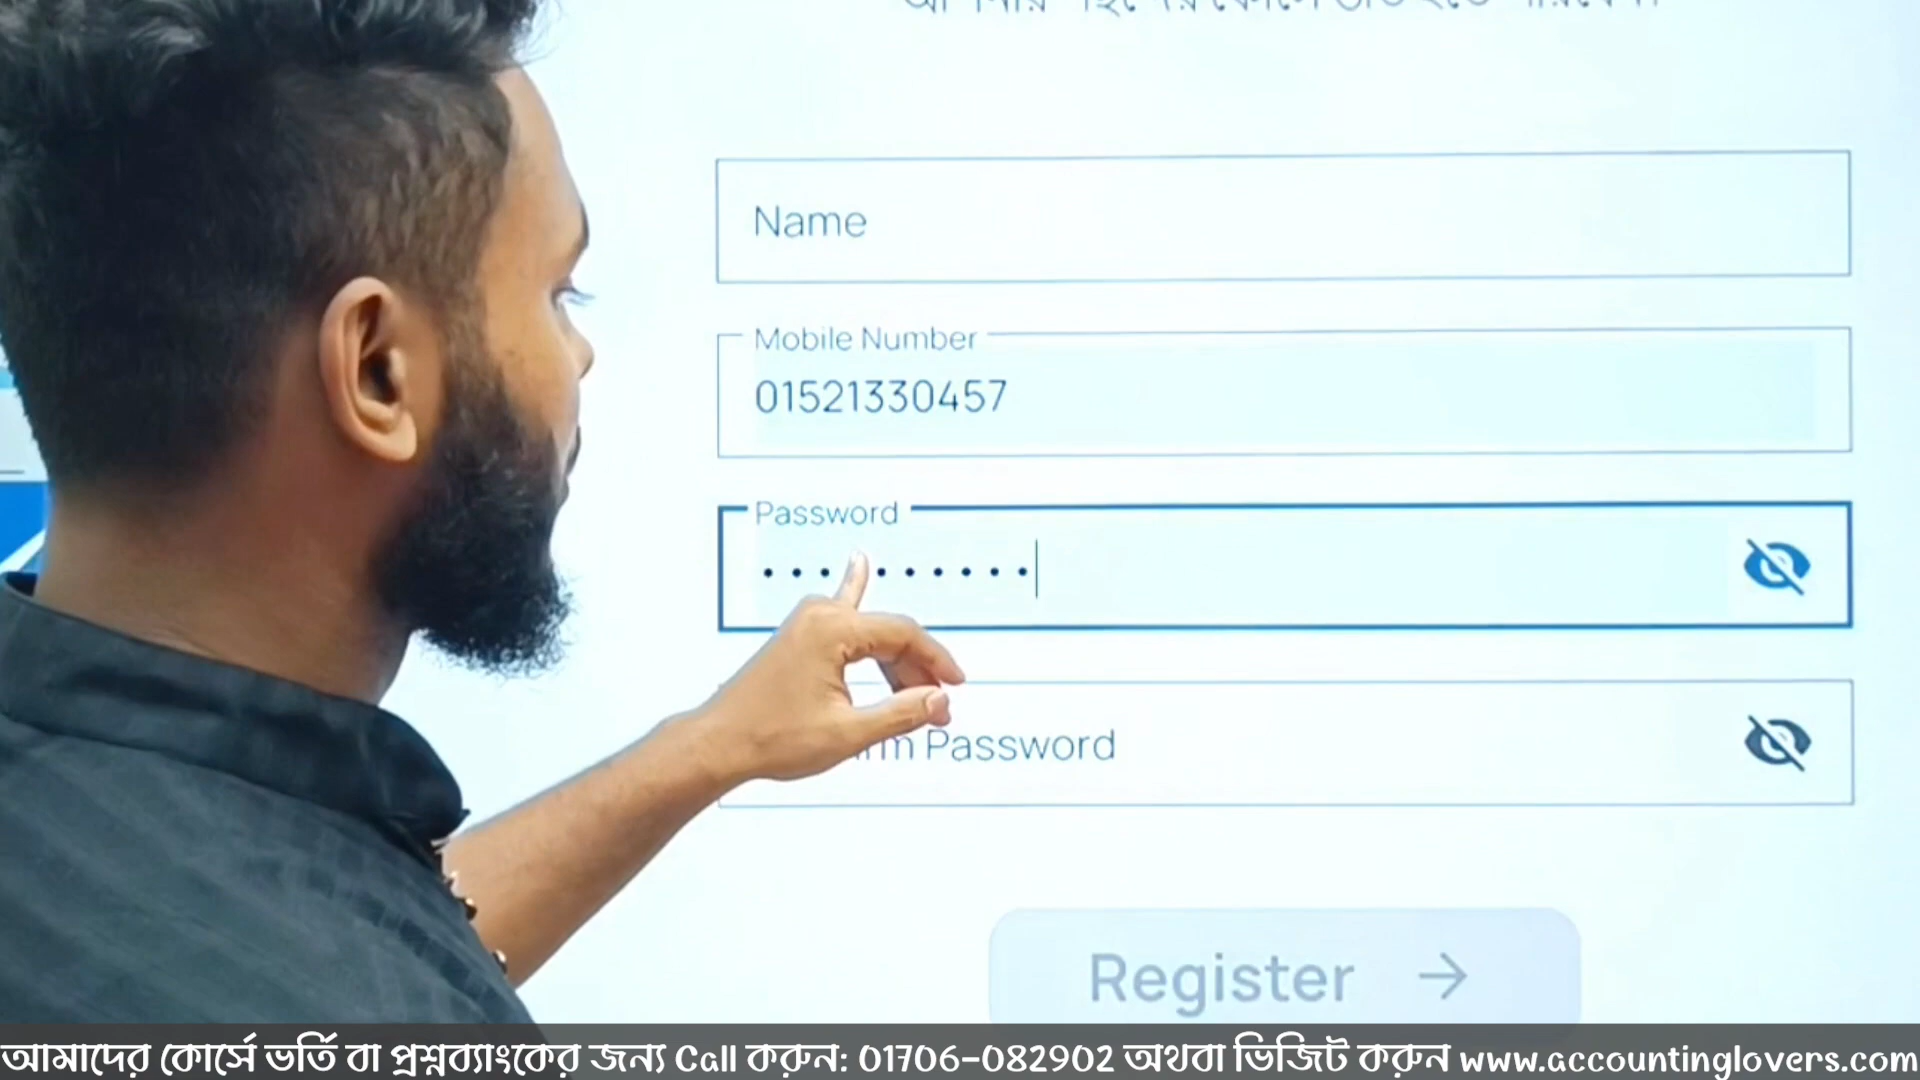 Name
Mobile Number
01521330457
Password
Password
Register
আমাদের কোর্সে ভর্তি বা প্রশ্নব্যাংকের জন্য Call করুন: 01706-082902 অথবা ভিজিট করুন www.accountinglovers.com